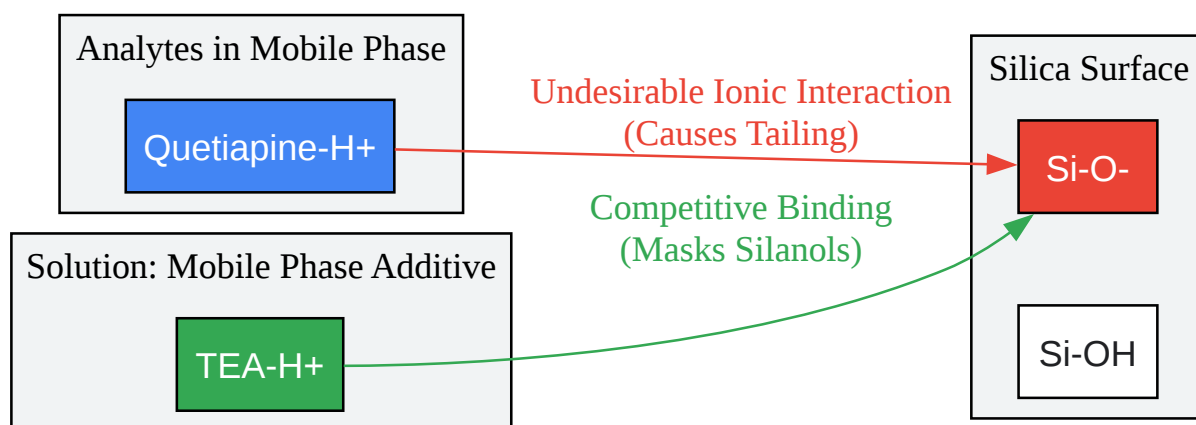 Analytes in Mobile Phase
Quetiapine-H+
Undesirable Ionic Interaction
(Causes Tailing)
Silica Surface
Si-O-
Competitive Binding
(Masks Silanols)
Solution: Mobile Phase Additive
TEA-H+
Si-OH